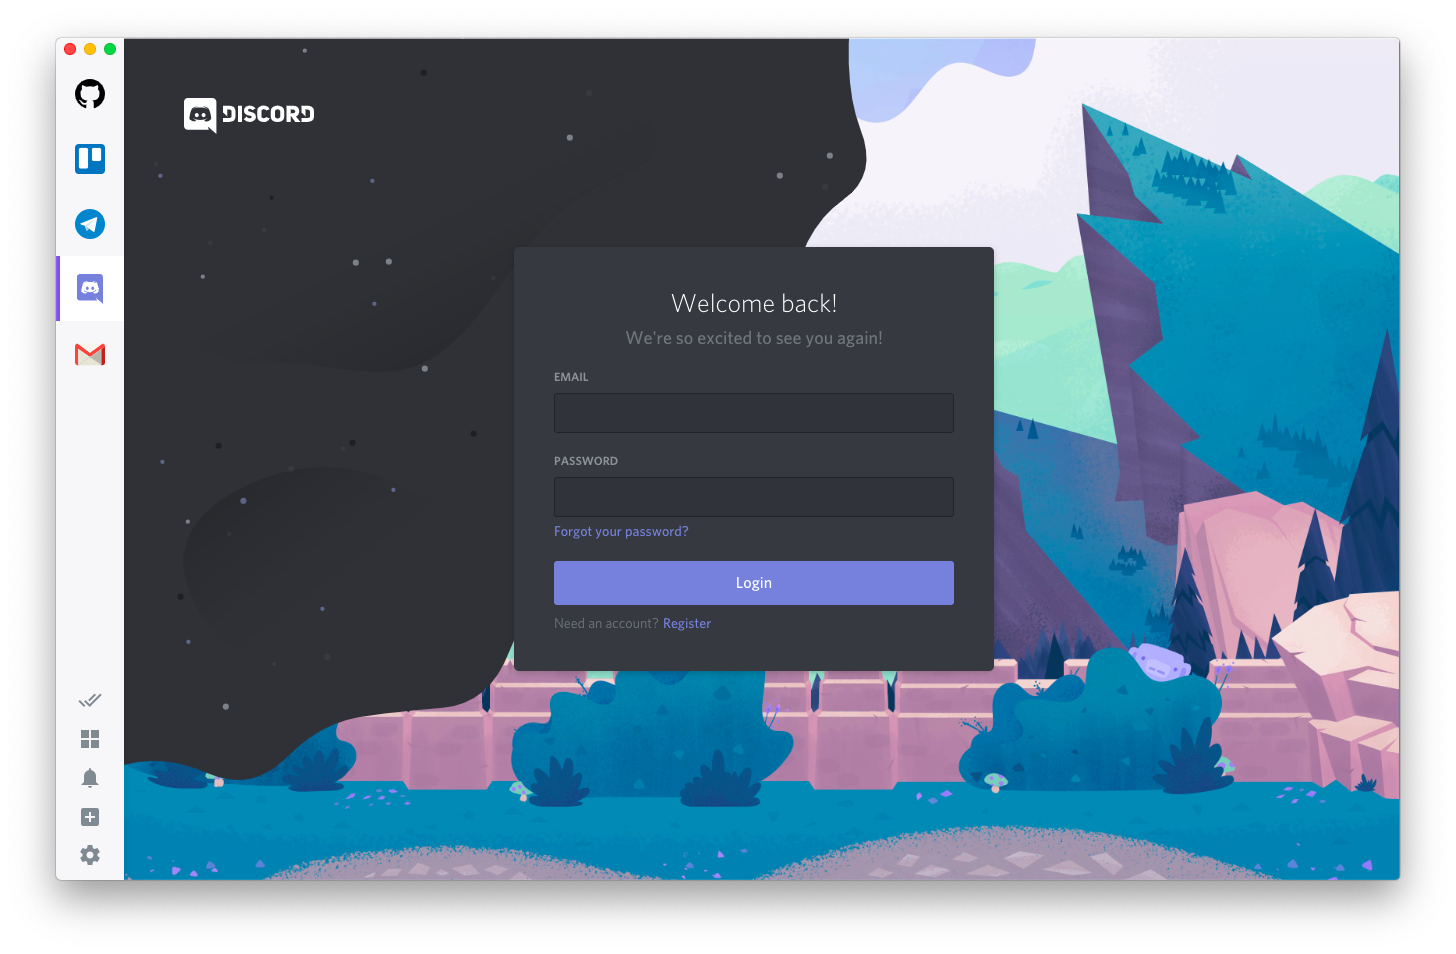 DISCORD
Welcome back!
We're so excited to see you again!
EMAIL
PASSWORD
Forgot your password?
Login
Need an account? Register